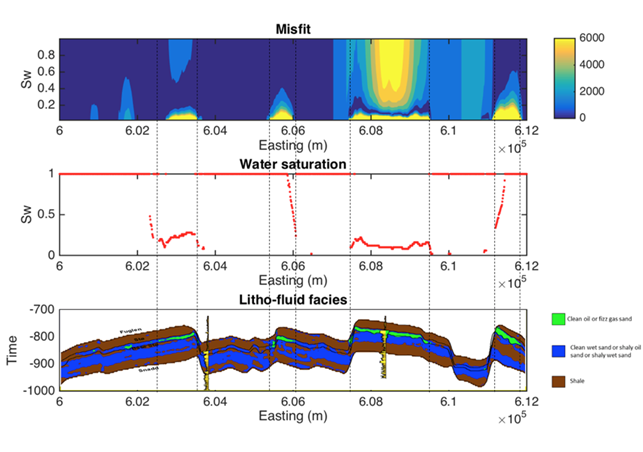 Misfit
Sw
0.8
0.6
0.4
0.2
6 6.02 6.04 6.06 6.08 6.1 6.12
Easting (m)
×10⁵
6000
4000
2000
0
Water saturation
Sw
1
0.5
0
6 6.02 6.04 6.06 6.08 6.1 6.12
Easting (m)
×10⁵
Litho-fluid facies
Time
-700
-800
-900
-1000
Fuglen
Snadd
6 6.02 6.04 6.06 6.08 6.1 6.12
Easting (m)
×10⁵
Clean oil or fizz gas sand
Clean wet sand or shaly oil
sand or shaly wet sand
Shale